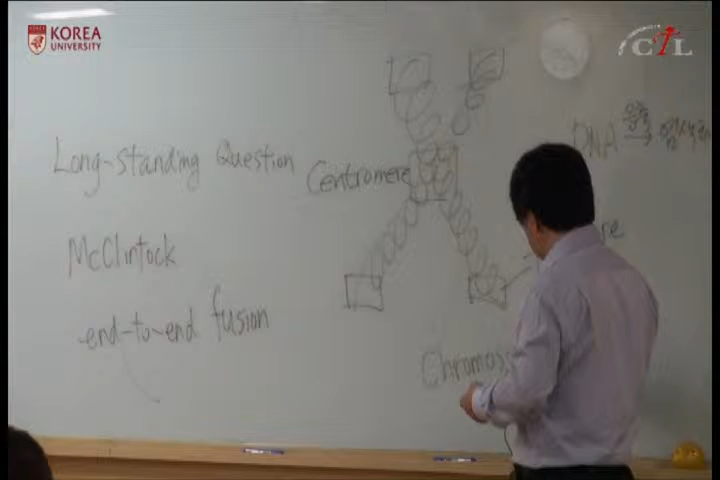 KOREA
UNIVERSITY
CTL
Long-standing Question
McClintock
end-to-end fusion
Centromere
DNA →